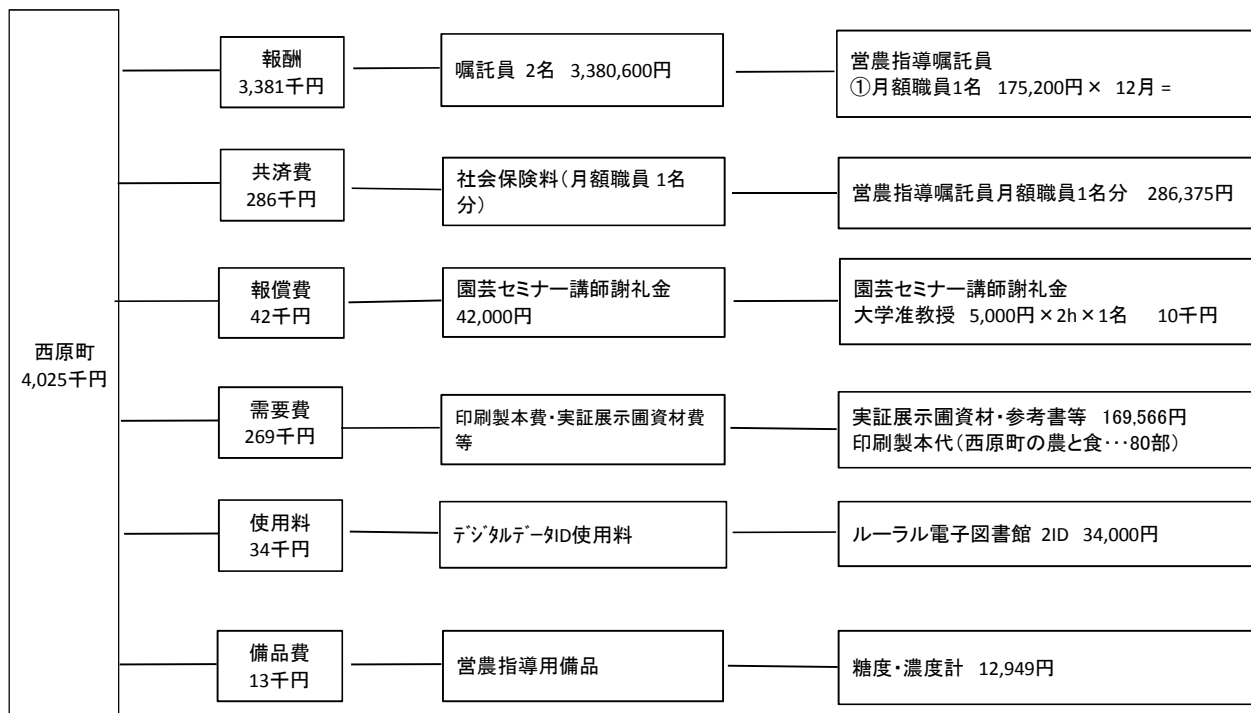 西原町
4,025千円
報酬
3,381千円
嘱託員 2名 3,380,600円
営農指導嘱託員
①月額職員1名 175,200円× 12月 =
共済費
286千円
社会保険料(月額職員 1名
分)
営農指導嘱託員月額職員1名分 286,375円
報償費
42千円
園芸セミナー講師謝礼金
42,000円
園芸セミナー講師謝礼金
大学准教授 5,000円×2h×1名 10千円
需要費
269千円
印刷製本費・実証展示圃資材費
等
実証展示圃資材・参考書等 169,566円
印刷製本代(西原町の農と食・・・80部)
使用料
34千円
ﾃﾞｼﾞﾀﾙﾃﾞｰﾀID使用料
ルーラル電子図書館 2ID 34,000円
備品費
13千円
営農指導用備品
糖度・濃度計 12,949円